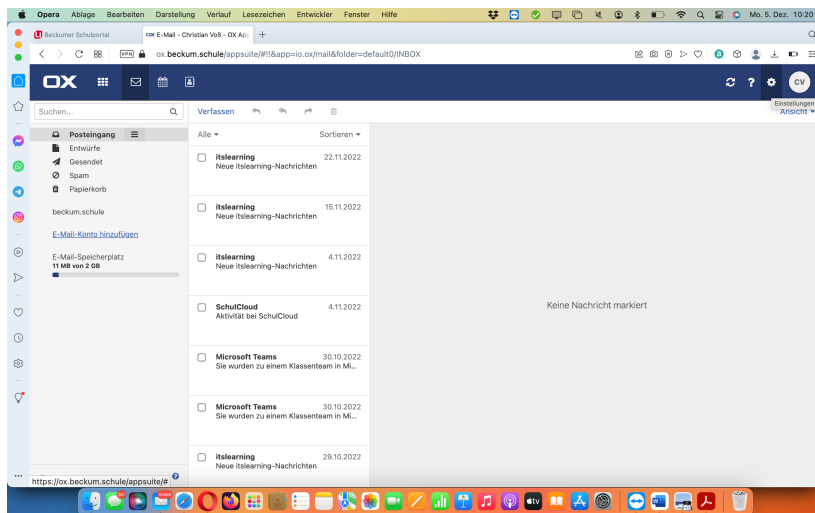 Opera Ablage Bearbeiten Darstellung Verlauf Lesezeichen Entwickler Fenster Hilfe Mo. 5. Dez. 10:20
Beckumer Schulportal
OX E-Mail - Christian Voß - OX App
VPN ox.beckum.schule/appsuite/#!!&app=io.ox/mail&folder=default0/INBOX
OX
CV
Einstellungen
Suchen...
Verfassen
Ansicht
Posteingang
Entwürfe
Gesendet
Spam
Papierkorb
beckum.schule
E-Mail-Konto hinzufügen
E-Mail-Speicherplatz
11 MB von 2 GB
Alle Sortieren
itslearning 22.11.2022
Neue itslearning-Nachrichten
itslearning 15.11.2022
Neue itslearning-Nachrichten
itslearning 4.11.2022
Neue itslearning-Nachrichten
SchulCloud 4.11.2022
Aktivität bei SchulCloud
Microsoft Teams 30.10.2022
Sie wurden zu einem Klassenteam in Mi...
Microsoft Teams 30.10.2022
Sie wurden zu einem Klassenteam in Mi...
itslearning 29.10.2022
Neue itslearning-Nachrichten
Keine Nachricht markiert
https://ox.beckum.schule/appsuite/#
tv